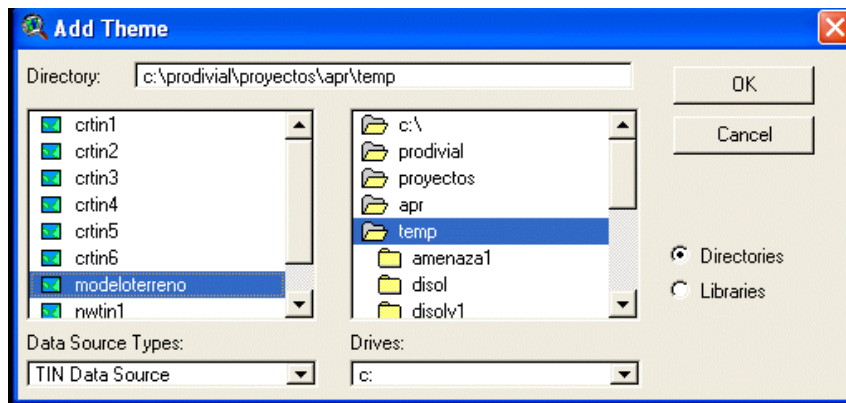 Add Theme
Directory: c:\prodivial\proyectos\apr\temp
OK
Cancel
crtin1
crtin2
crtin3
crtin4
crtin5
crtin6
modeloterreno
nwtin1
c:\
prodivial
proyectos
apr
temp
amenaza1
disol
disolv1
Directories
Libraries
Data Source Types:
TIN Data Source
Drives:
c: